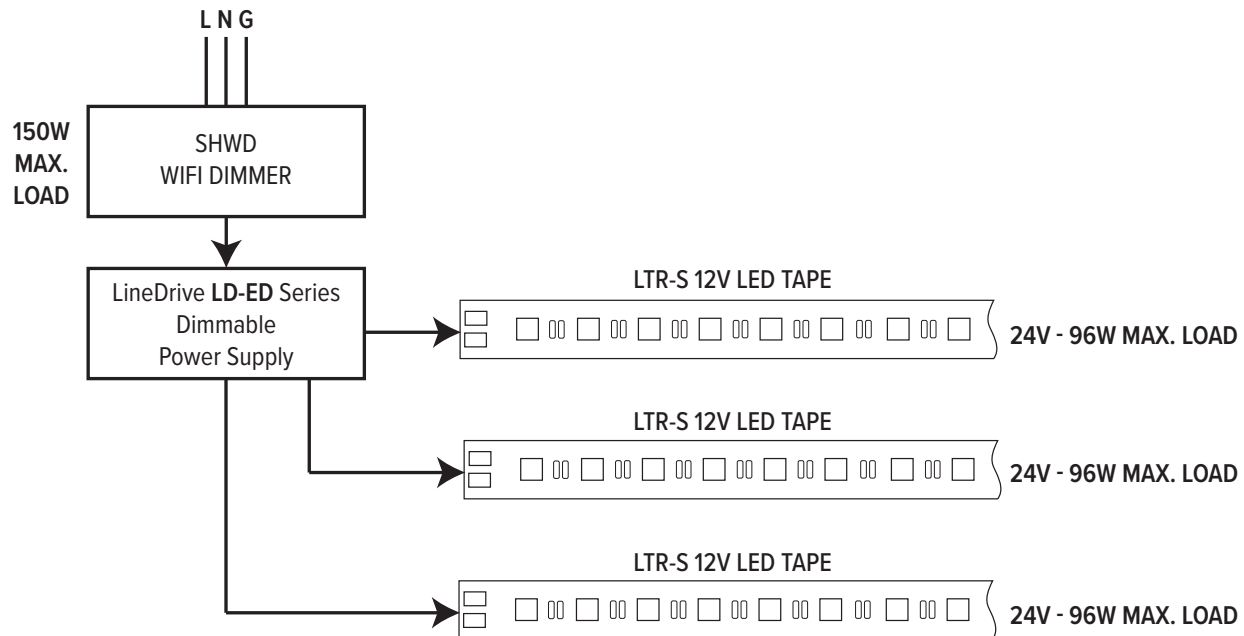 L N G
150W
MAX.
LOAD
SHWD
WIFI DIMMER
LineDrive LD-ED Series
Dimmable
Power Supply
LTR-S 12V LED TAPE
24V - 96W MAX. LOAD
LTR-S 12V LED TAPE
24V - 96W MAX. LOAD
LTR-S 12V LED TAPE
24V - 96W MAX. LOAD